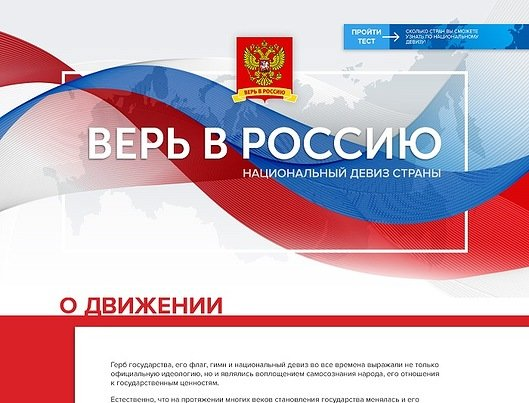 ПРОЙТИ
ТЕСТ
СКОЛЬКО СТРАН ВЫ СМОЖЕТЕ
УЗНАТЬ ПО НАЦИОНАЛЬНОМУ
ДЕВИЗУ?
ВЕРЬ В РОССИЮ
ВЕРЬ В РОССИЮ
НАЦИОНАЛЬНЫЙ ДЕВИЗ СТРАНЫ
О ДВИЖЕНИИ
Герб государства, его флаг, гимн и национальный девиз во все времена выражали не только
официальную идеологию, но и являлись воплощением самосознания народа, его отношения
к государственным ценностям.
Естественно, что на протяжении многих веков становления государства менялась и его